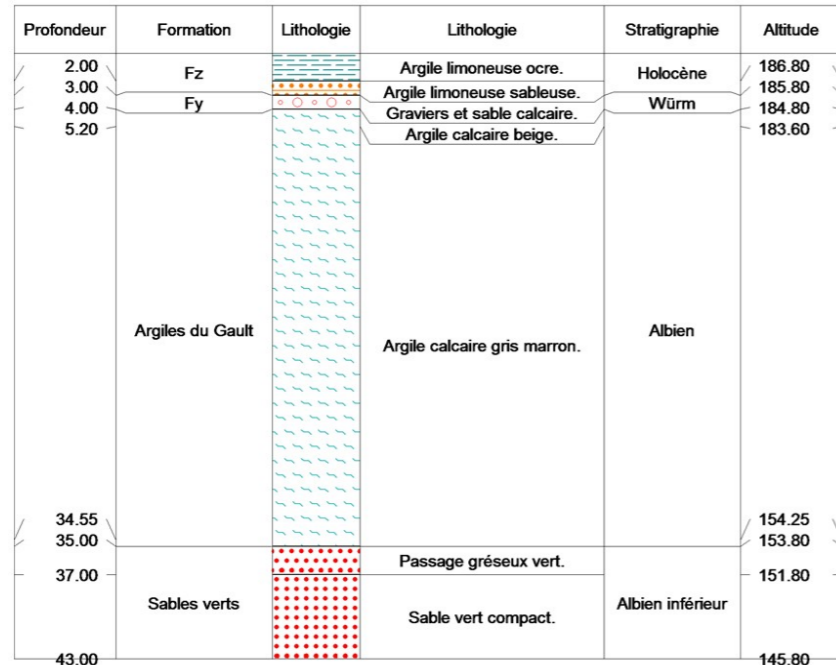 Profondeur Formation Lithologie Lithologie Stratigraphie Altitude
2.00 Fz Argile limoneuse ocre. Holocène 186.80
3.00 Argile limoneuse sableuse. 185.80
4.00 Fy Graviers et sable calcaire. Würm 184.80
5.20 Argile calcaire beige. 183.60
Argiles du Gault Argile calcaire gris marron. Albien
34.55 154.25
35.00 153.80
Passage gréseux vert.
37.00 151.80
Sables verts Sable vert compact. Albien inférieur
43.00 145.80